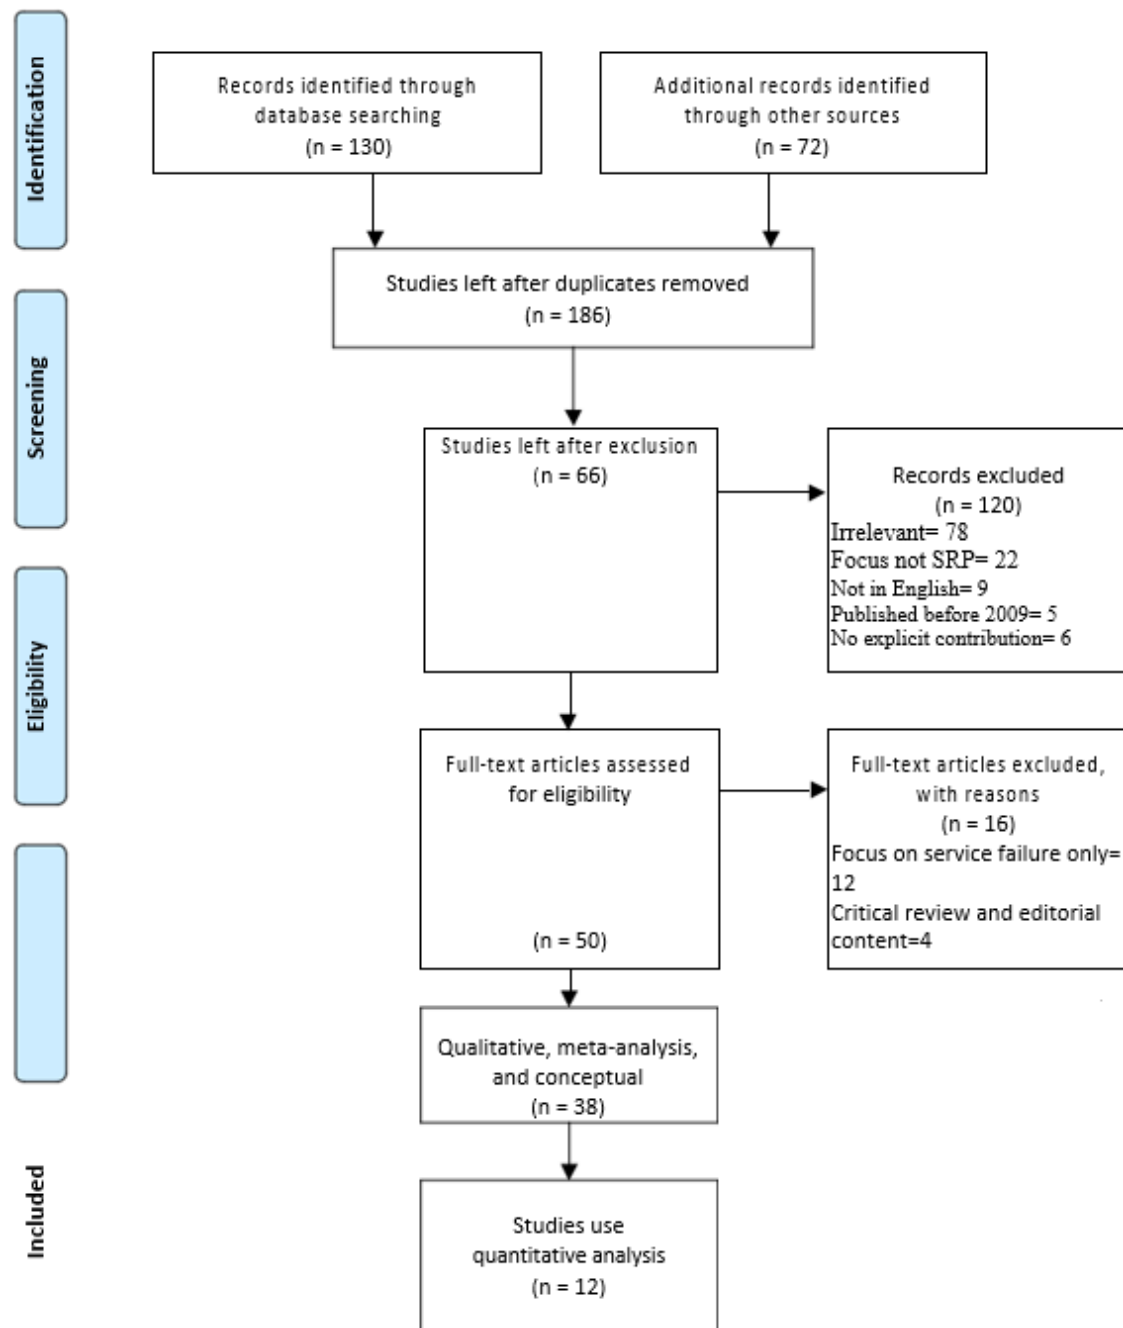 Identification
Records identified through
database searching
(n = 130)
Additional records identified
through other sources
(n = 72)
Studies left after duplicates removed
(n = 186)
Screening
Studies left after exclusion
(n = 66)
Records excluded
(n = 120)
Irrelevant= 78
Focus not SRP= 22
Not in English= 9
Published before 2009= 5
No explicit contribution= 6
Eligibility
Full-text articles assessed
for eligibility
(n = 50)
Full-text articles excluded,
with reasons
(n = 16)
Focus on service failure only=
12
Critical review and editorial
content=4
Qualitative, meta-analysis,
and conceptual
(n = 38)
Included
Studies use
quantitative analysis
(n = 12)